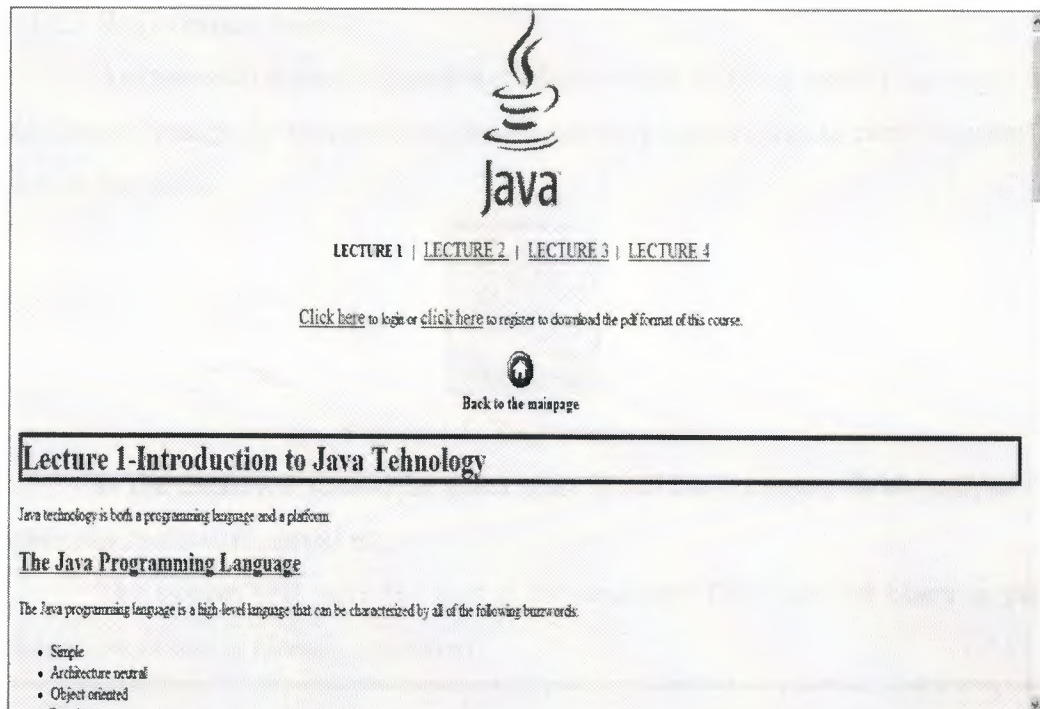 Java
LECTURE 1 | LECTURE 2 | LECTURE 3 | LECTURE 4
Click here to login or click here to register to download the pdf format of this course.
Back to the mainpage
Lecture 1-Introduction to Java Tehnology
Java technology is both a programming language and a platform.
The Java Programming Language
The Java programming language is a high-level language that can be characterized by all of the following buzzwords:
• Simple
• Architecture neutral
• Object oriented